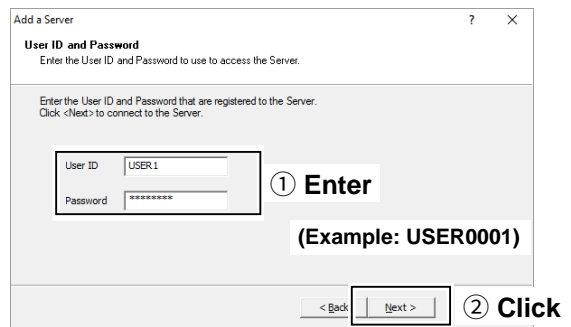 Add a Server ? ×
User ID and Password
Enter the User ID and Password to use to access the Server.
Enter the User ID and Password that are registered to the Server.
Click <Next> to connect to the Server.
User ID USER1
Password ********
① Enter
(Example: USER0001)
< Back Next >
② Click